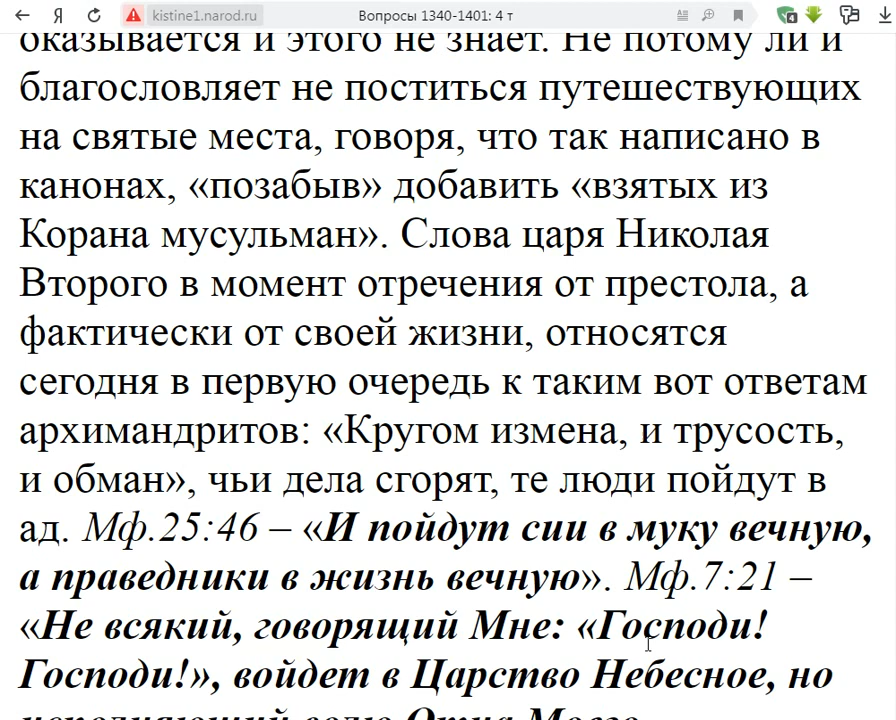 Я kistine1.narod.ru Вопросы 1340-1401: 4 т
оказывается и этого не знает. Не потому ли и
благословляет не поститься путешествующих
на святые места, говоря, что так написано в
канонах, «позабыв» добавить «взятых из
Корана мусульман». Слова царя Николая
Второго в момент отречения от престола, а
фактически от своей жизни, относятся
сегодня в первую очередь к таким вот ответам
архимандритов: «Кругом измена, и трусость,
и обман», чьи дела сгорят, те люди пойдут в
ад. Мф.25:46 – «И пойдут сии в муку вечную,
а праведники в жизнь вечную». Мф.7:21 –
«Не всякий, говорящий Мне: «Господи!
Господи!», войдет в Царство Небесное, но
исполняющий волю Отца Моего